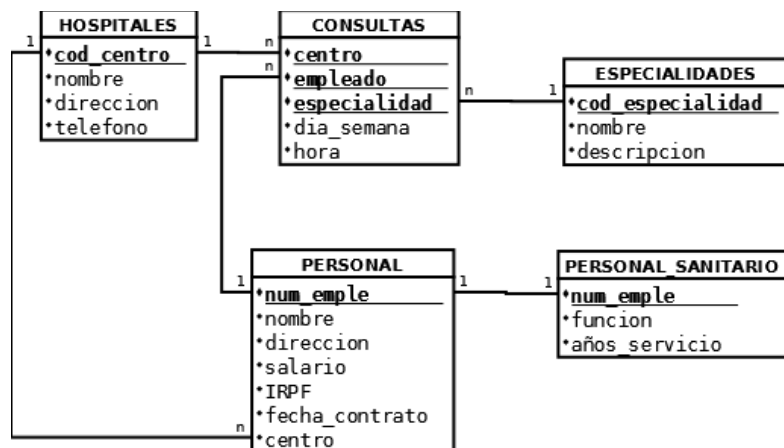 HOSPITALES
cod_centro
nombre
direccion
telefono
1
1
n
n
CONSULTAS
centro
empleado
especialidad
dia_semana
hora
n
1
ESPECIALIDADES
cod_especialidad
nombre
descripcion
1
n
PERSONAL
num_emple
nombre
direccion
salario
IRPF
fecha_contrato
centro
1
1
PERSONAL_SANITARIO
num_emple
funcion
años_servicio